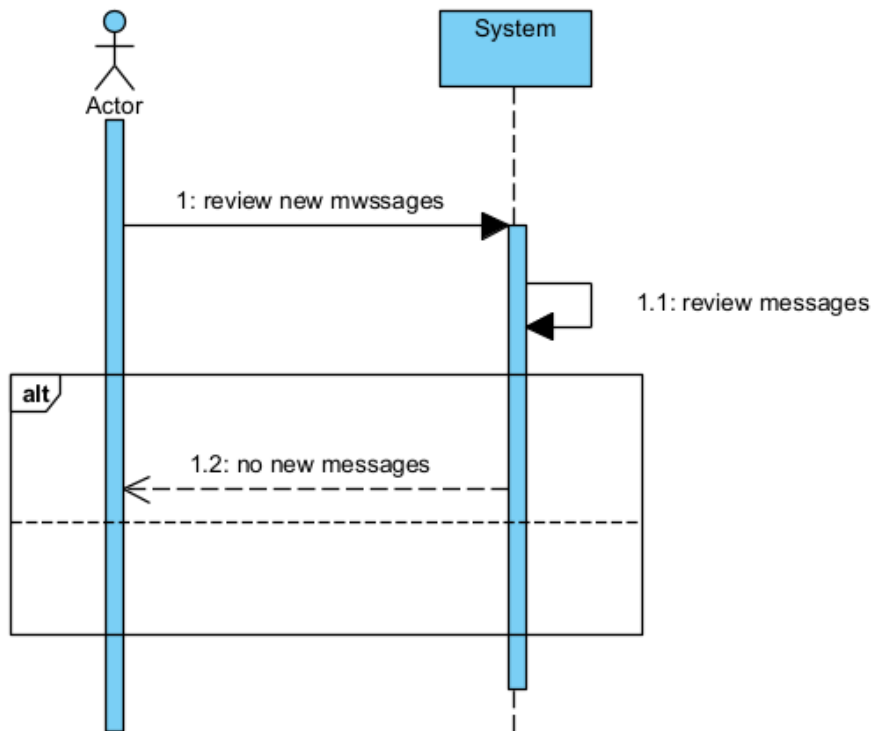 System
Actor
1: review new mwssages
1.1: review messages
alt
1.2: no new messages